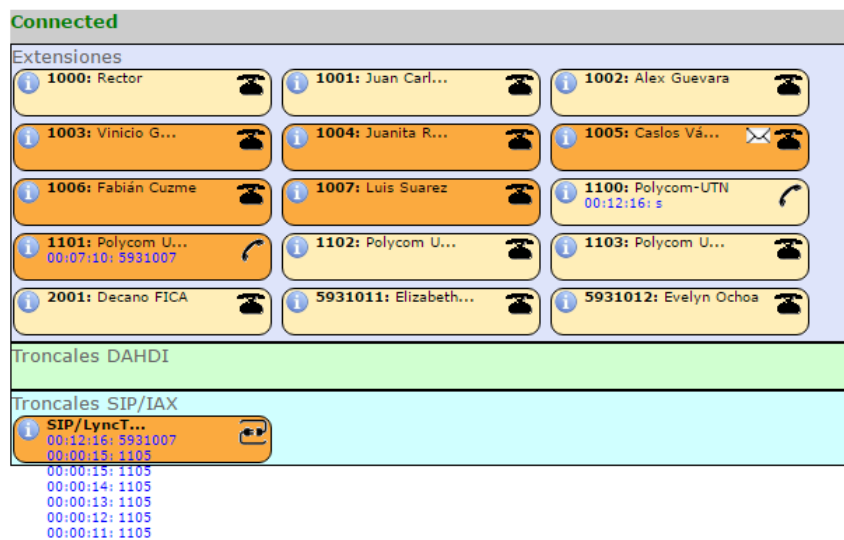 Connected
Extensiones
1000: Rector
1001: Juan Carl...
1002: Alex Guevara
1003: Vinicio G...
1004: Juanita R...
1005: Caslos Vá...
1006: Fabián Cuzme
1007: Luis Suarez
1100: Polycom-UTN
00:12:16: s
1101: Polycom U...
00:07:10: 5931007
1102: Polycom U...
1103: Polycom U...
2001: Decano FICA
5931011: Elizabeth...
5931012: Evelyn Ochoa
Troncales DAHDI
Troncales SIP/IAX
SIP/LyncT...
00:12:16: 5931007
00:00:15: 1105
00:00:15: 1105
00:00:14: 1105
00:00:13: 1105
00:00:12: 1105
00:00:11: 1105